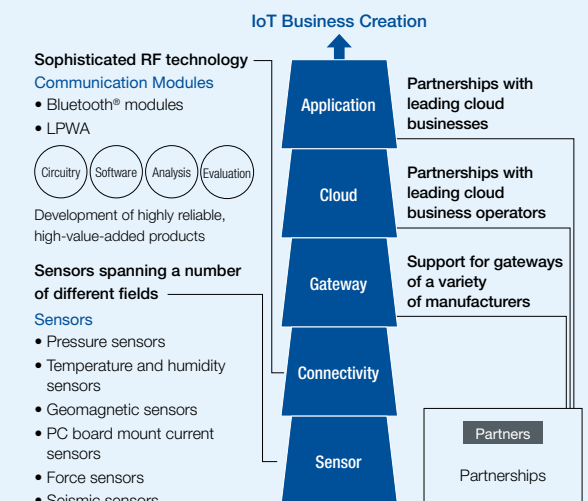 IoT Business Creation
Sophisticated RF technology
Communication Modules
• Bluetooth® modules
• LPWA
Circuitry
Software
Analysis
Evaluation
Development of highly reliable,
high-value-added products
Sensors spanning a number
of different fields
Sensors
• Pressure sensors
• Temperature and humidity
sensors
• Geomagnetic sensors
• PC board mount current
sensors
• Force sensors
• Seismic sensors
Application
Cloud
Gateway
Connectivity
Sensor
Partnerships with
leading cloud
businesses
Partnerships with
leading cloud
business operators
Support for gateways
of a variety
of manufacturers
Partners
Partnerships